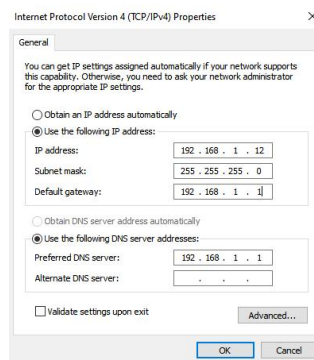 Internet Protocol Version 4 (TCP/IPv4) Properties
General
You can get IP settings assigned automatically if your network supports
this capability. Otherwise, you need to ask your network administrator
for the appropriate IP settings.
Obtain an IP address automatically
Use the following IP address:
IP address: 192 . 168 . 1 . 12
Subnet mask: 255 . 255 . 255 . 0
Default gateway: 192 . 168 . 1 . 1
Obtain DNS server address automatically
Use the following DNS server addresses:
Preferred DNS server: 192 . 168 . 1 . 1
Alternate DNS server: . . .
Validate settings upon exit
Advanced...
OK Cancel